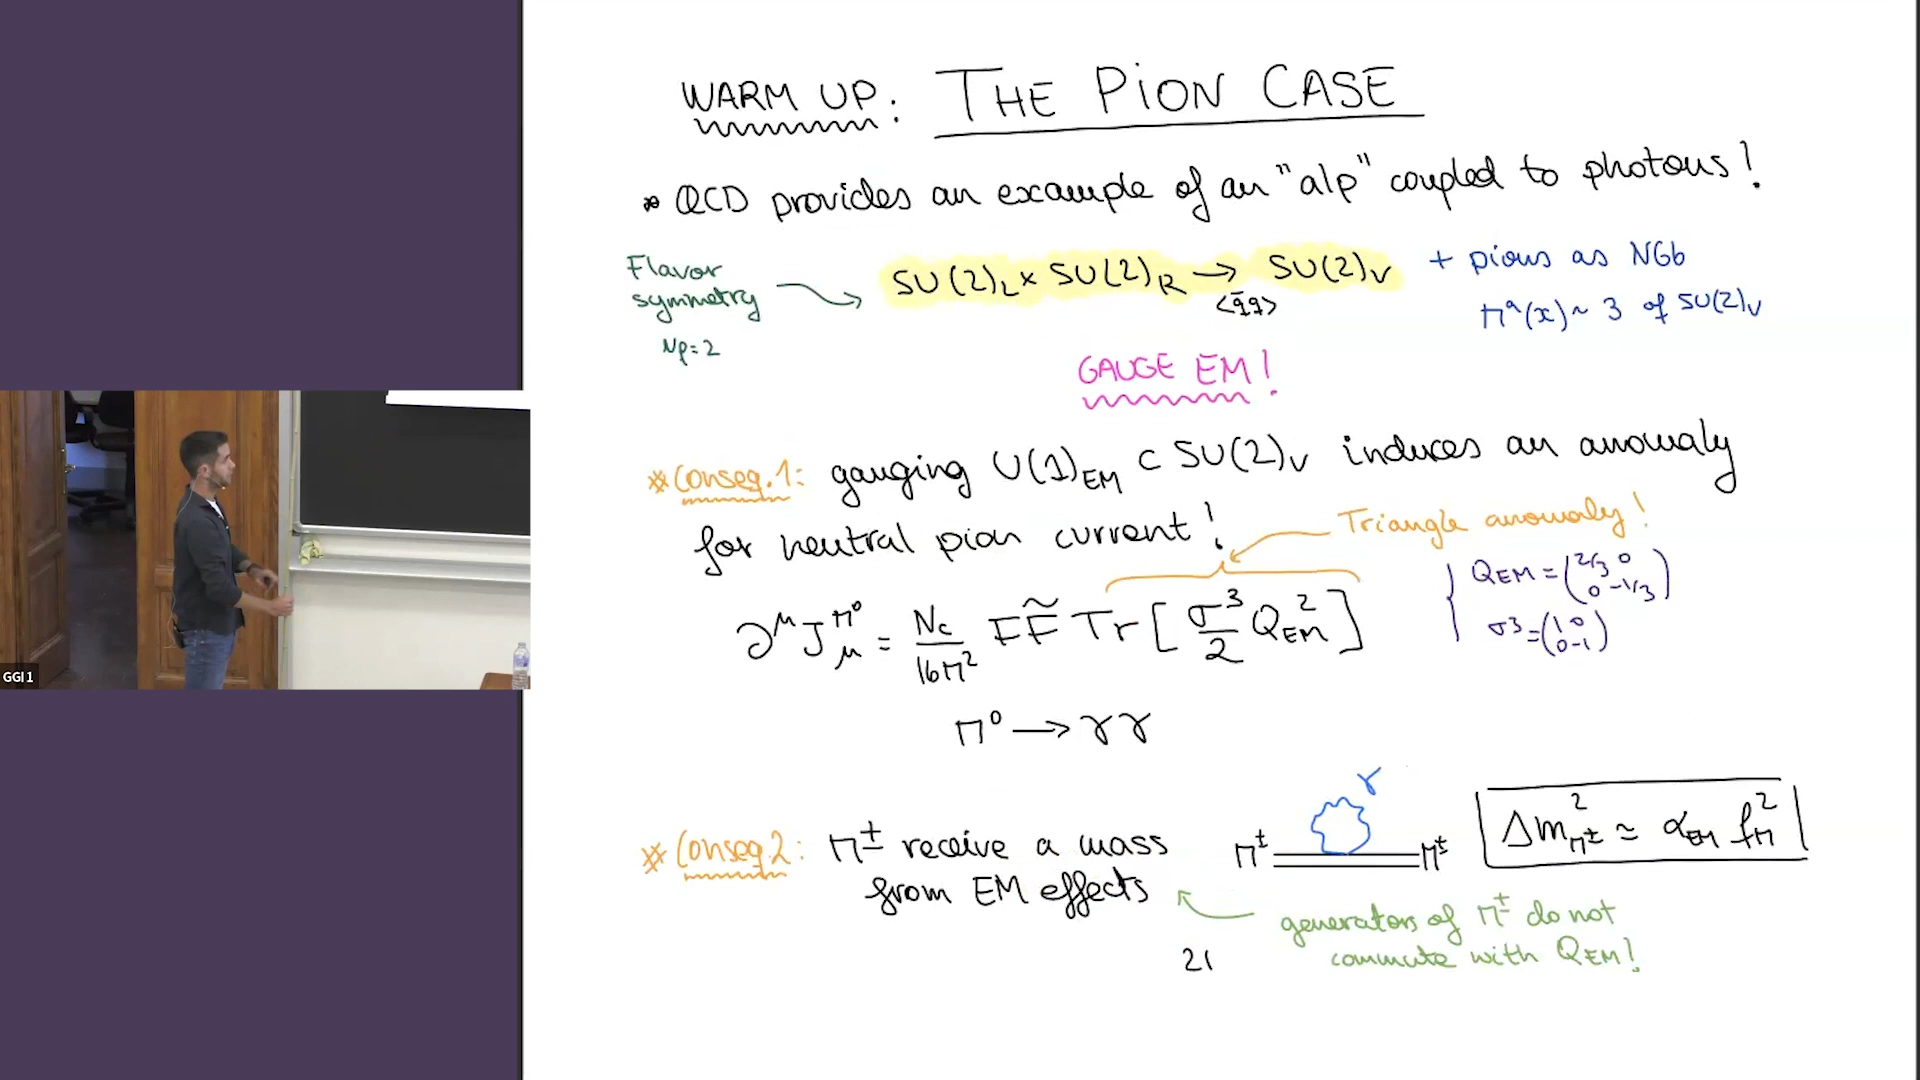 WARM UP: THE PION CASE
* QCD provides an example of an "alp" coupled to photons!
Flavor symmetry
Nf=2
SU(2)_L × SU(2)_R → SU(2)_V
<q̄q>
+ pions as NGb
π^a(x) ~ 3 of SU(2)_V
GAUGE EM!
* Conseq.1: gauging U(1)_EM ⊂ SU(2)_V induces an anomaly
for neutral pion current!
Triangle anomaly!
∂^μ J_μ^π⁰ = Nc/16π² F F̃ Tr [ σ³/2 Q²_EM ]
Q_EM = (2/3 0
0 -1/3)
σ³ = (1 0
0 -1)
π⁰ → γγ
* Conseq.2: π± receive a mass
from EM effects
γ
π± π±
Δm²_π± ≃ α_EM f_π²
generators of π± do not
commute with Q_EM!
21
GGI 1